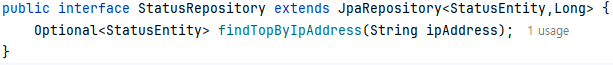 public interface StatusRepository extends JpaRepository<StatusEntity,Long> {
    Optional<StatusEntity> findTopByIpAddress(String ipAddress);  1 usage
}